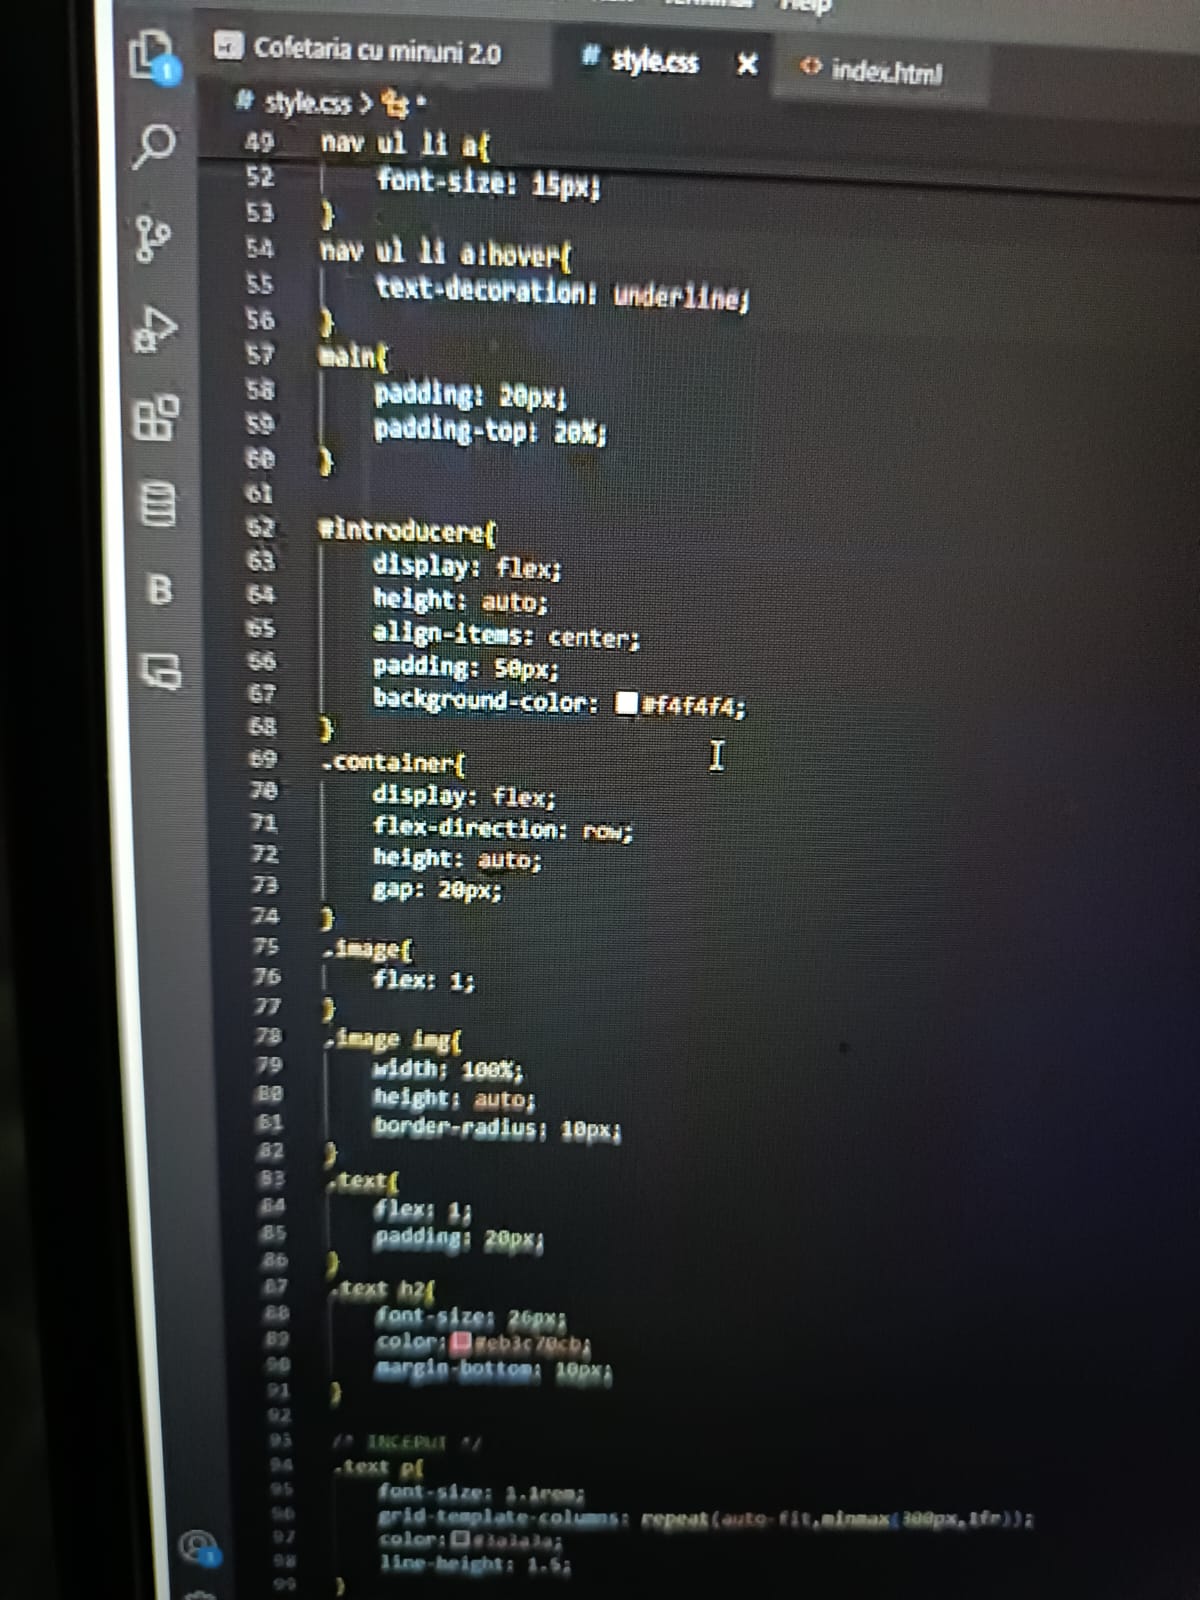 Help
Cofetaria cu minuni 2.0
# style.css ×
<> index.html
# style.css > *
49 nav ul li a{
52 font-size: 15px;
53 }
54 nav ul li a:hover{
55 text-decoration: underline;
56 }
57 main{
58 padding: 20px;
59 padding-top: 20%;
60 }
61
62 #introducere{
63 display: flex;
64 height: auto;
65 align-items: center;
66 padding: 50px;
67 background-color: #f4f4f4;
68 }
69 .container{
70 display: flex;
71 flex-direction: row;
72 height: auto;
73 gap: 20px;
74 }
75 .image{
76 flex: 1;
77 }
78 .image img{
79 width: 100%;
80 height: auto;
81 border-radius: 10px;
82 }
83 .text{
84 flex: 1;
85 padding: 20px;
86 }
87 .text h2{
88 font-size: 26px;
89 color: #eb3c70cb;
90 margin-bottom: 10px;
91 }
92
93 /* INCEPUT */
94 .text p{
95 font-size: 1.1rem;
96 grid-template-columns: repeat(auto-fit,minmax(300px,1fr));
97 color: #3a3a3a;
98 line-height: 1.6;
99 }
B
1
1